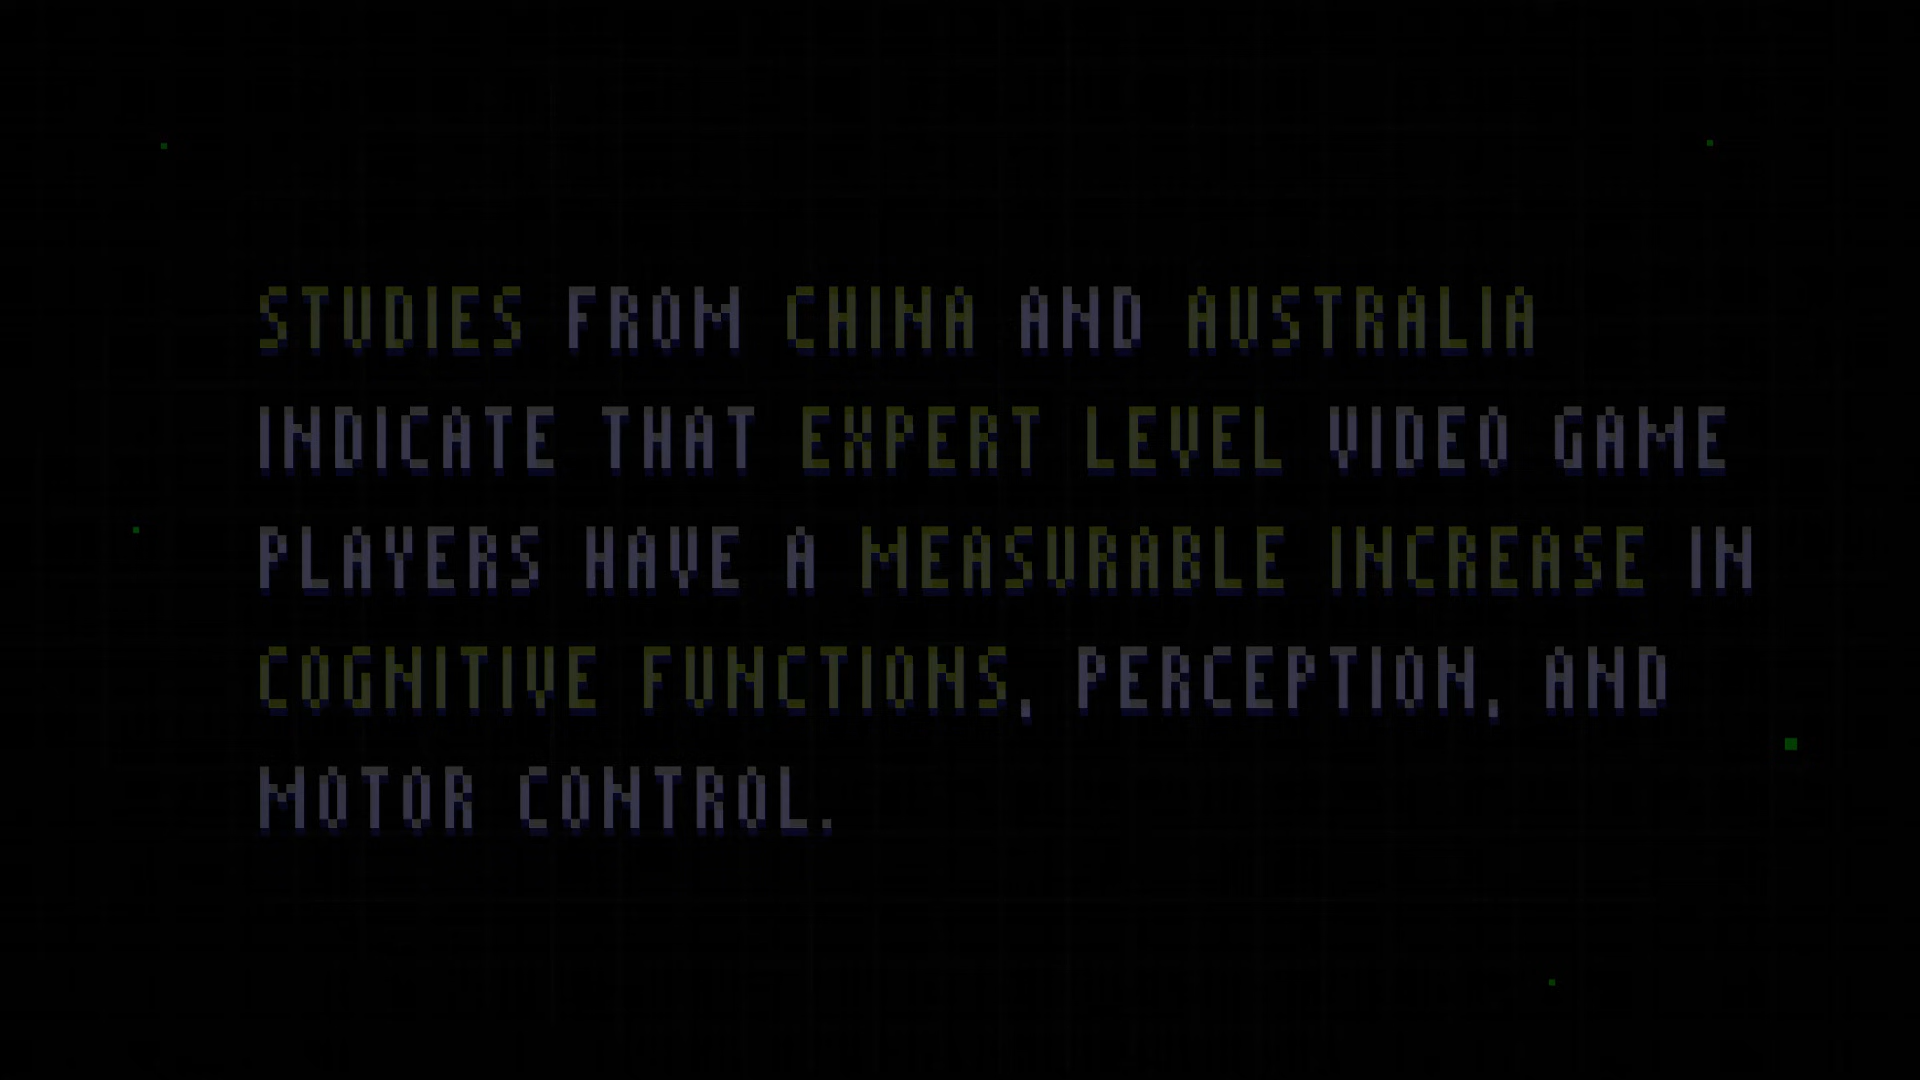 STUDIES FROM CHINA AND AUSTRALIA
INDICATE THAT EXPERT LEVEL VIDEO GAME
PLAYERS HAVE A MEASURABLE INCREASE IN
COGNITIVE FUNCTIONS, PERCEPTION, AND
MOTOR CONTROL.